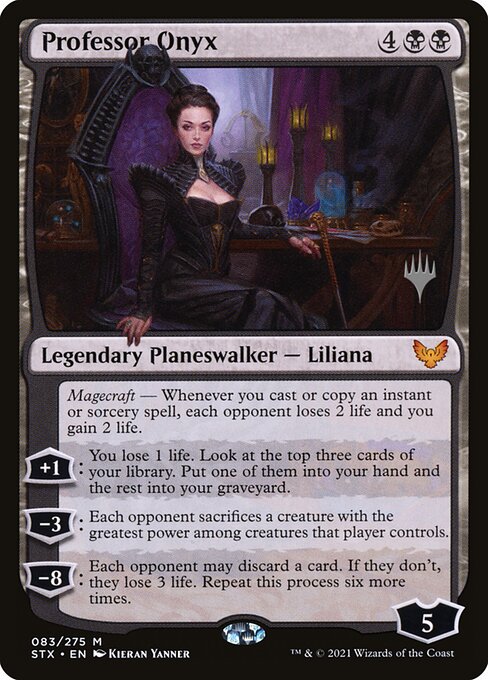 Professor Onyx 4
Legendary Planeswalker — Liliana
Magecraft — Whenever you cast or copy an instant
or sorcery spell, each opponent loses 2 life and you
gain 2 life.
+1: You lose 1 life. Look at the top three cards of
your library. Put one of them into your hand and
the rest into your graveyard.
−3: Each opponent sacrifices a creature with the
greatest power among creatures that player controls.
−8: Each opponent may discard a card. If they don't,
they lose 3 life. Repeat this process six more
times.
5
083/275 M
STX • EN Kieran Yanner ™ & © 2021 Wizards of the Coast